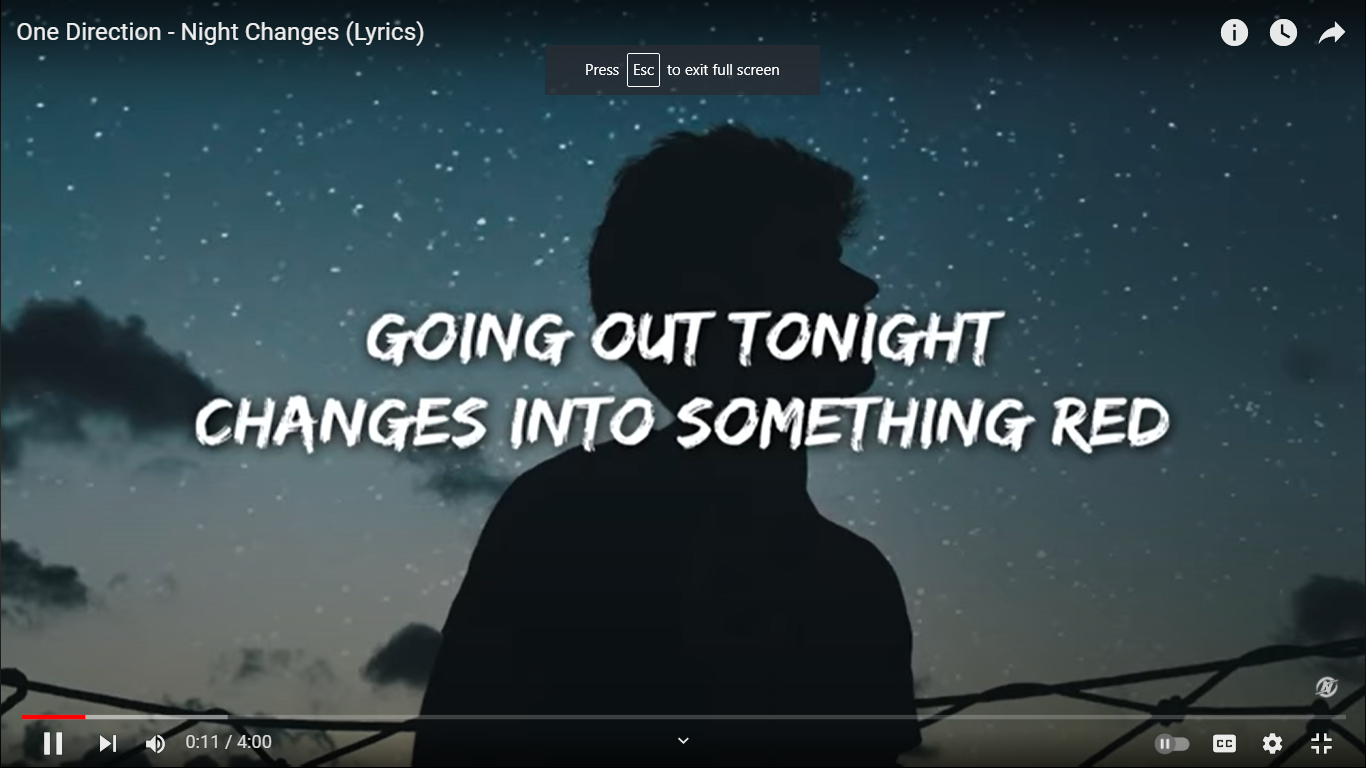 One Direction - Night Changes (Lyrics)
Press Esc to exit full screen
GOING OUT TONIGHT
CHANGES INTO SOMETHING RED
0:11 / 4:00
CC